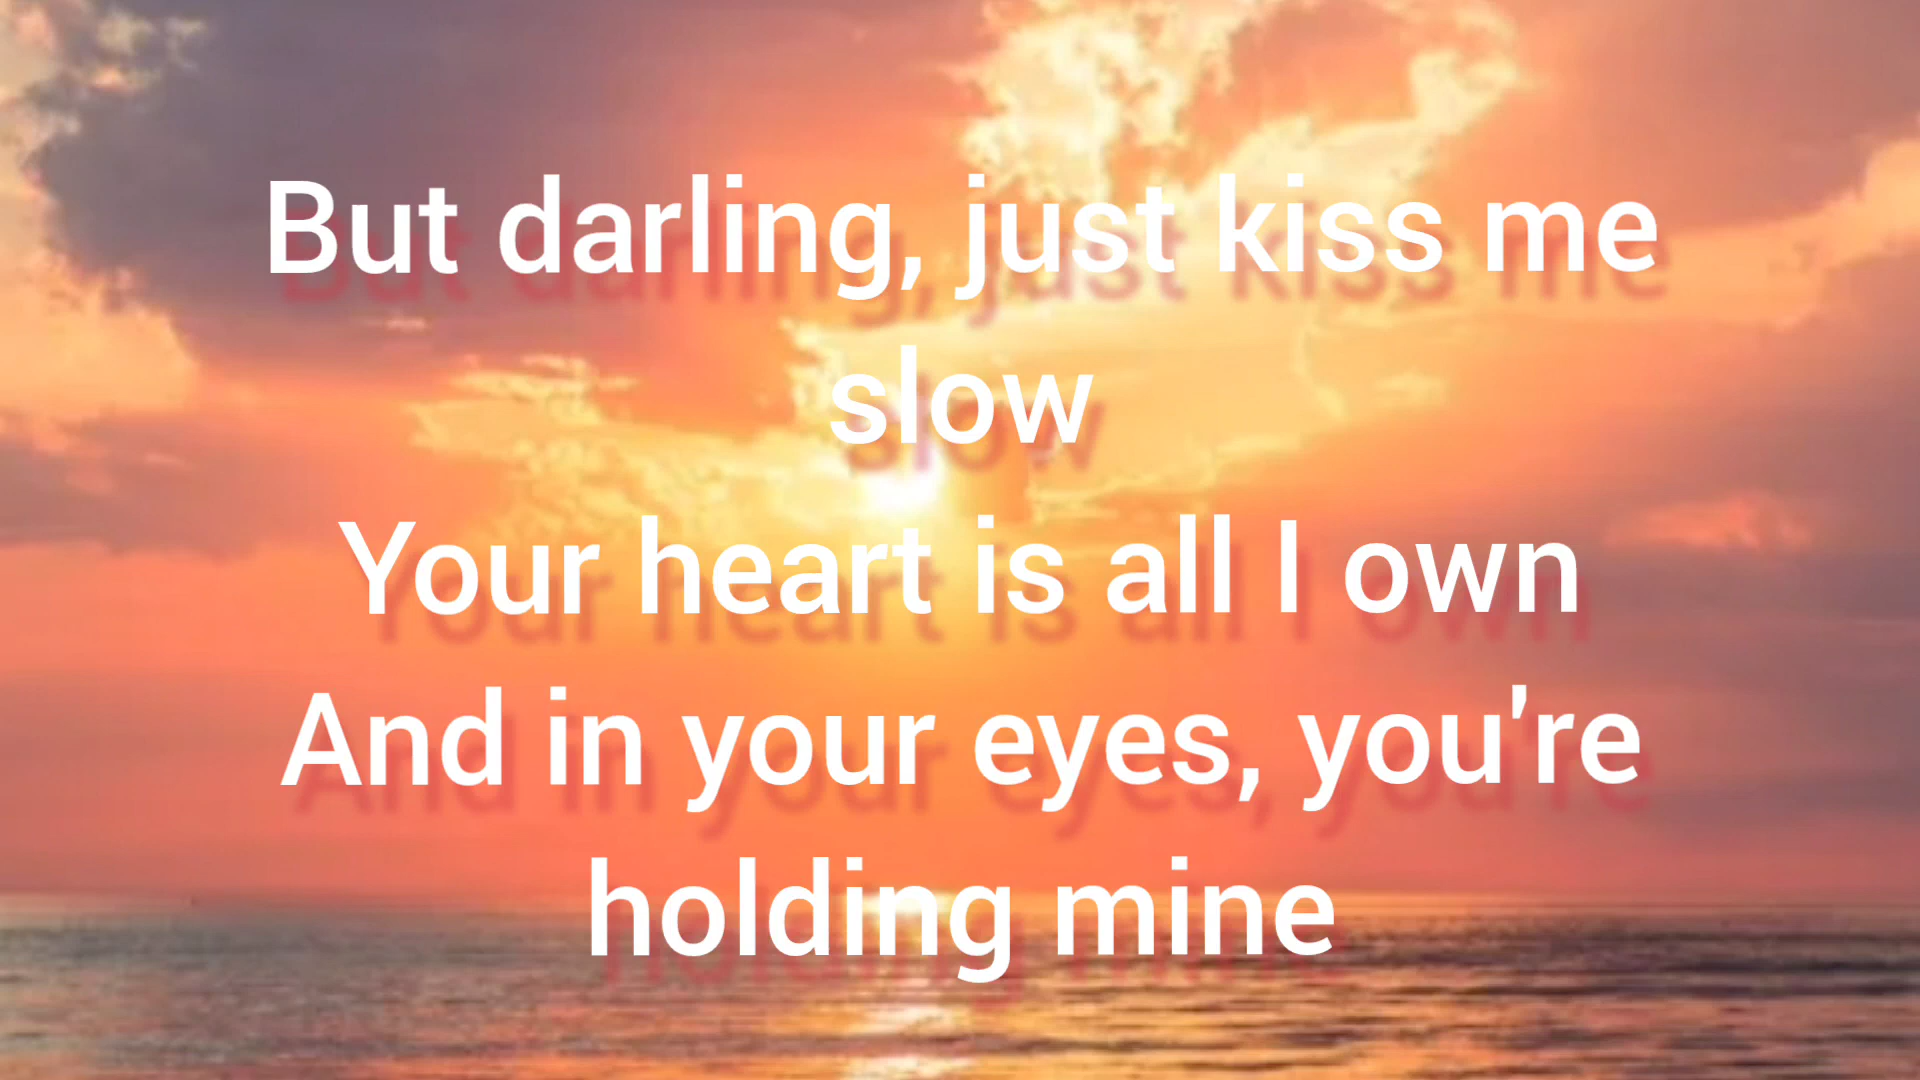 But darling, just kiss me
slow
Your heart is all I own
And in your eyes, you're
holding mine